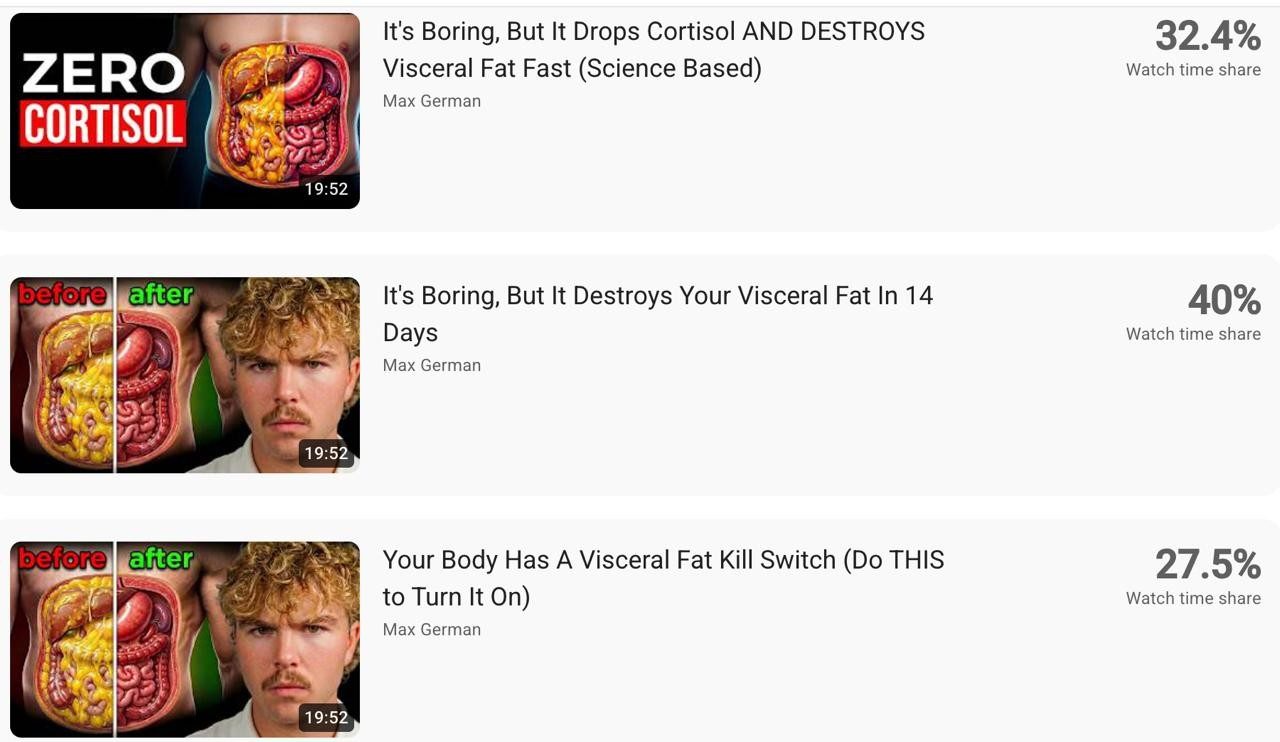 ZERO
CORTISOL
19:52
It's Boring, But It Drops Cortisol AND DESTROYS
Visceral Fat Fast (Science Based)
Max German
32.4%
Watch time share
before after
19:52
It's Boring, But It Destroys Your Visceral Fat In 14
Days
Max German
40%
Watch time share
before after
19:52
Your Body Has A Visceral Fat Kill Switch (Do THIS
to Turn It On)
Max German
27.5%
Watch time share